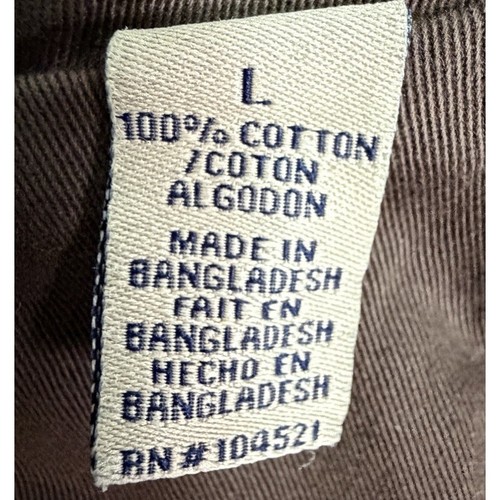 L
100% COTTON
/COTON
ALGODON
MADE IN
BANGLADESH
FAIT EN
BANGLADESH
HECHO EN
BANGLADESH
RN # 104521